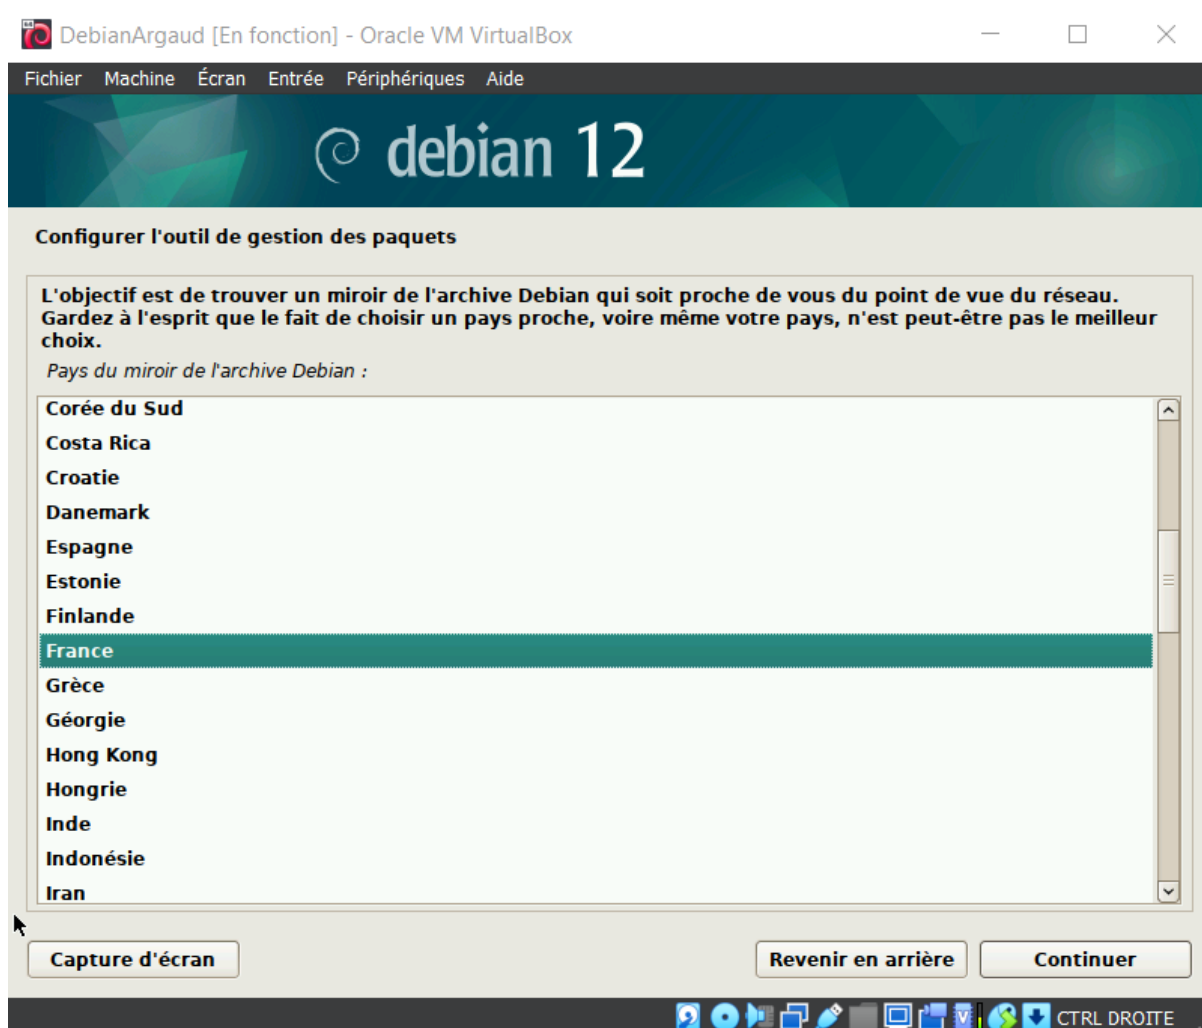 DebianArgaud [En fonction] - Oracle VM VirtualBox
Fichier Machine Écran Entrée Périphériques Aide
debian 12
Configurer l'outil de gestion des paquets
L'objectif est de trouver un miroir de l'archive Debian qui soit proche de vous du point de vue du réseau.
Gardez à l'esprit que le fait de choisir un pays proche, voire même votre pays, n'est peut-être pas le meilleur
choix.
Pays du miroir de l'archive Debian :
Corée du Sud
Costa Rica
Croatie
Danemark
Espagne
Estonie
Finlande
France
Grèce
Géorgie
Hong Kong
Hongrie
Inde
Indonésie
Iran
Capture d'écran Revenir en arrière Continuer
CTRL DROITE